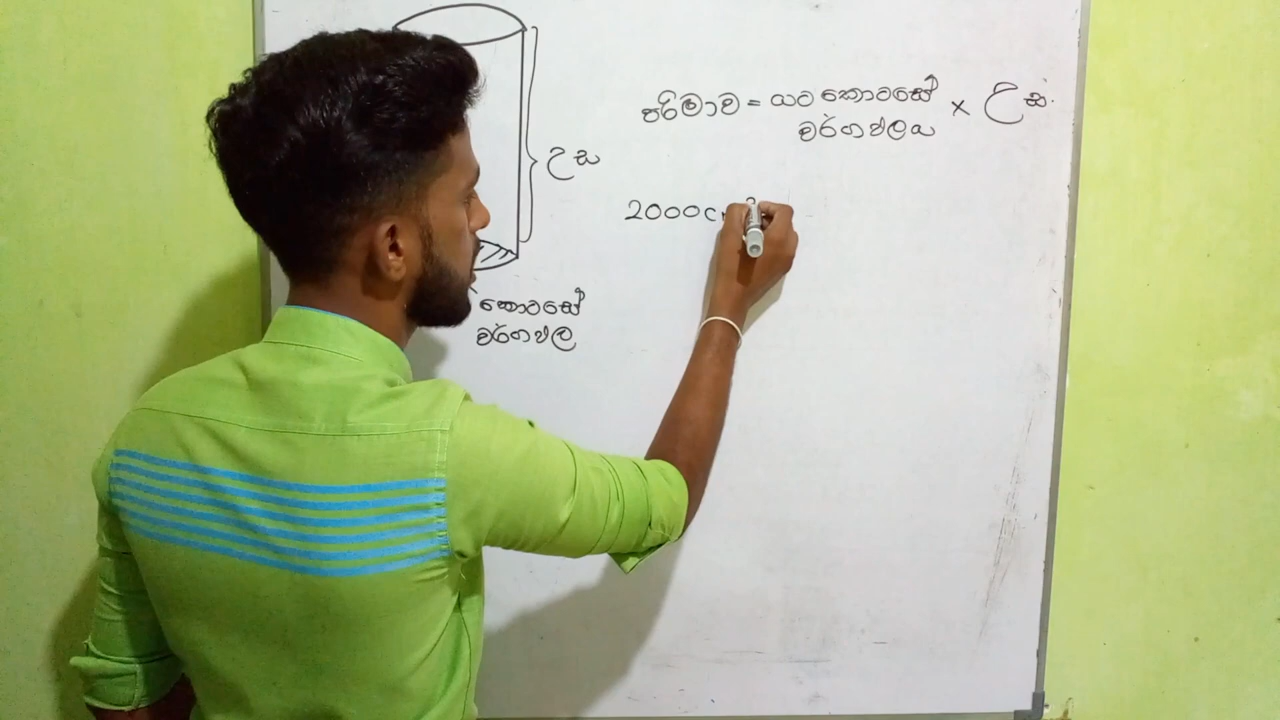 පරිමාව = යට කොටසේ × උස.
වර්ගඵලය
උස
2000c
කොටසේ
වර්ගඵල